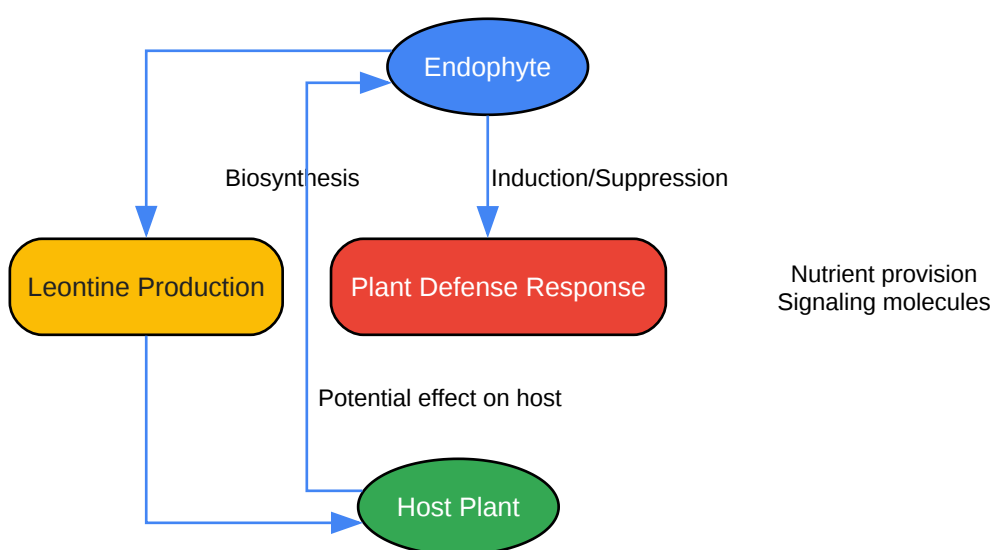 Endophyte
Biosynthesis
Induction/Suppression
Leontine Production
Plant Defense Response
Nutrient provision
Signaling molecules
Potential effect on host
Host Plant